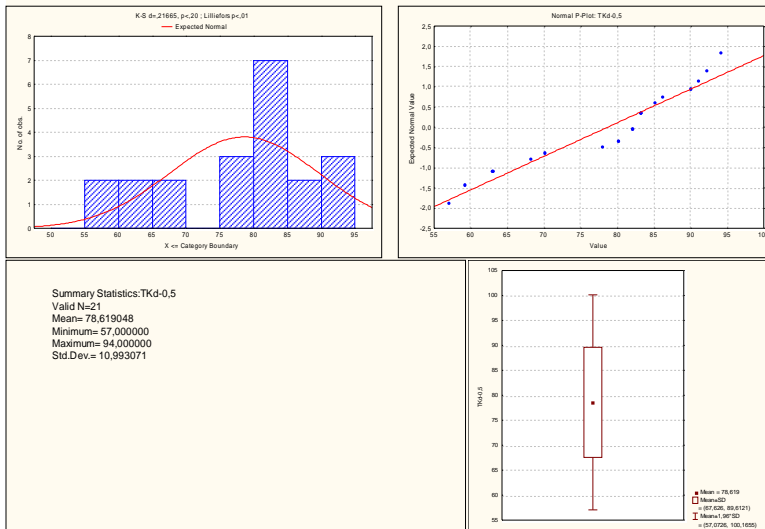 K-S d=,21665, p<,20 ; Lilliefors p<,01
Expected Normal
8
7
6
5
4
3
2
1
0
No. of obs.
50 55 60 65 70 75 80 85 90 95
X <= Category Boundary
Normal P-Plot: TKd-0,5
2,5
2,0
1,5
1,0
0,5
0,0
-0,5
-1,0
-1,5
-2,0
-2,5
Expected Normal Value
55 60 65 70 75 80 85 90 95 100
Value
Summary Statistics:TKd-0,5
Valid N=21
Mean= 78,619048
Minimum= 57,000000
Maximum= 94,000000
Std.Dev.= 10,993071
105
100
95
90
85
80
75
70
65
60
55
TKd-0,5
Mean = 78,619
Mean±SD
= (67,626, 89,6121)
Mean±1,96*SD
= (57,0726, 100,1655)